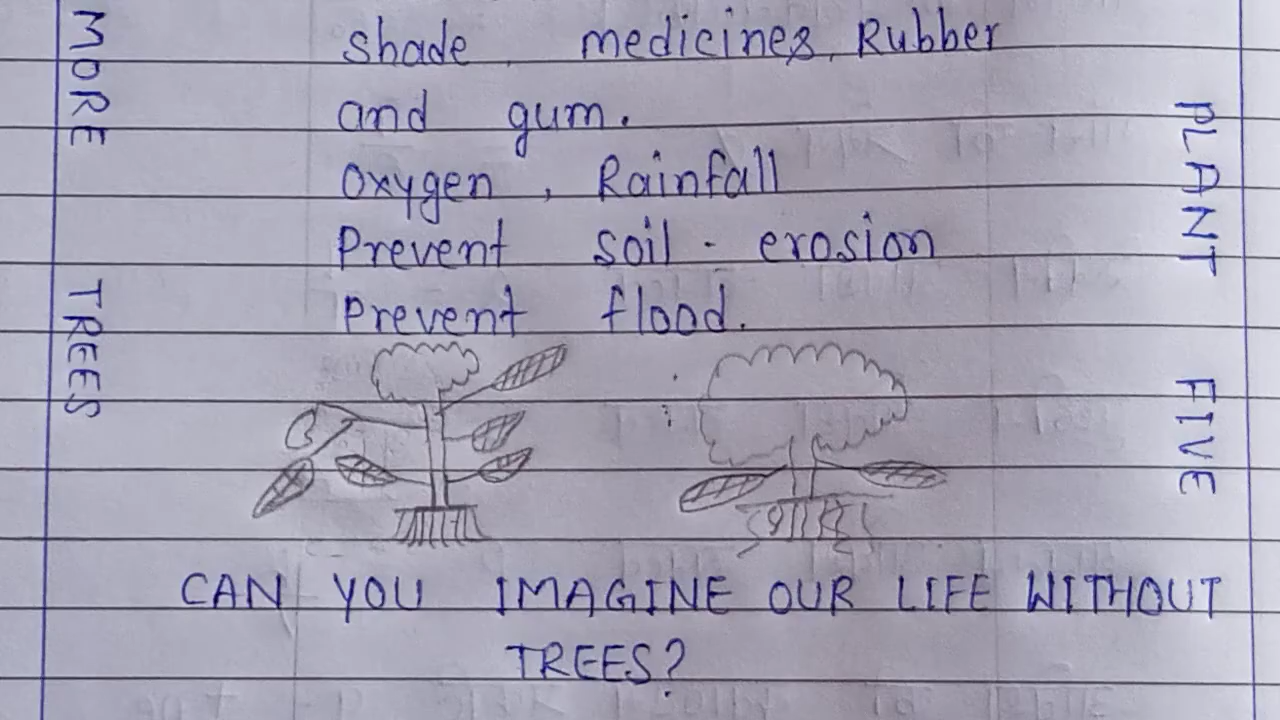 MORE TREES
Shade, medicines, Rubber
and gum.
Oxygen, Rainfall
Prevent soil - erosion
Prevent flood.
PLANT FIVE
CAN YOU IMAGINE OUR LIFE WITHOUT
TREES?